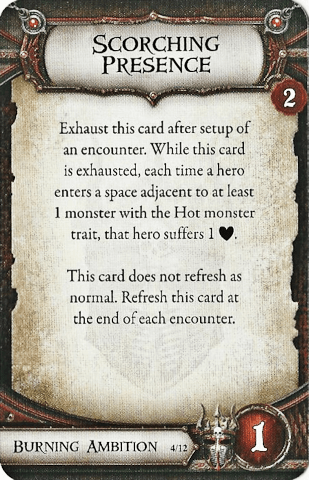 SCORCHING
PRESENCE
2
Exhaust this card after setup of
an encounter. While this card
is exhausted, each time a hero
enters a space adjacent to at least
1 monster with the Hot monster
trait, that hero suffers 1 ♥.
This card does not refresh as
normal. Refresh this card at
the end of each encounter.
BURNING AMBITION 4/12
1